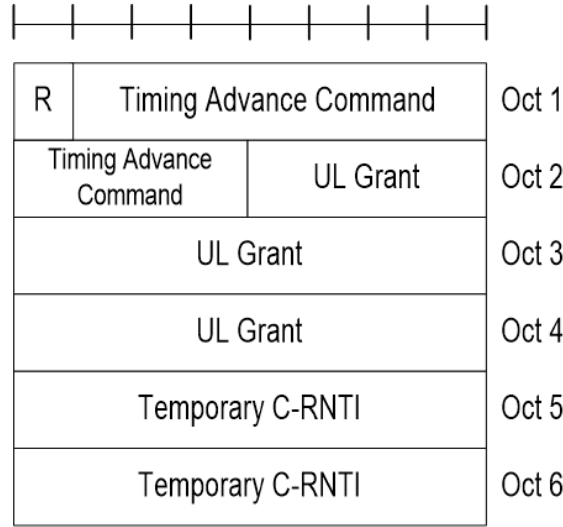 R Timing Advance Command Oct 1
Timing Advance
Command UL Grant Oct 2
UL Grant Oct 3
UL Grant Oct 4
Temporary C-RNTI Oct 5
Temporary C-RNTI Oct 6